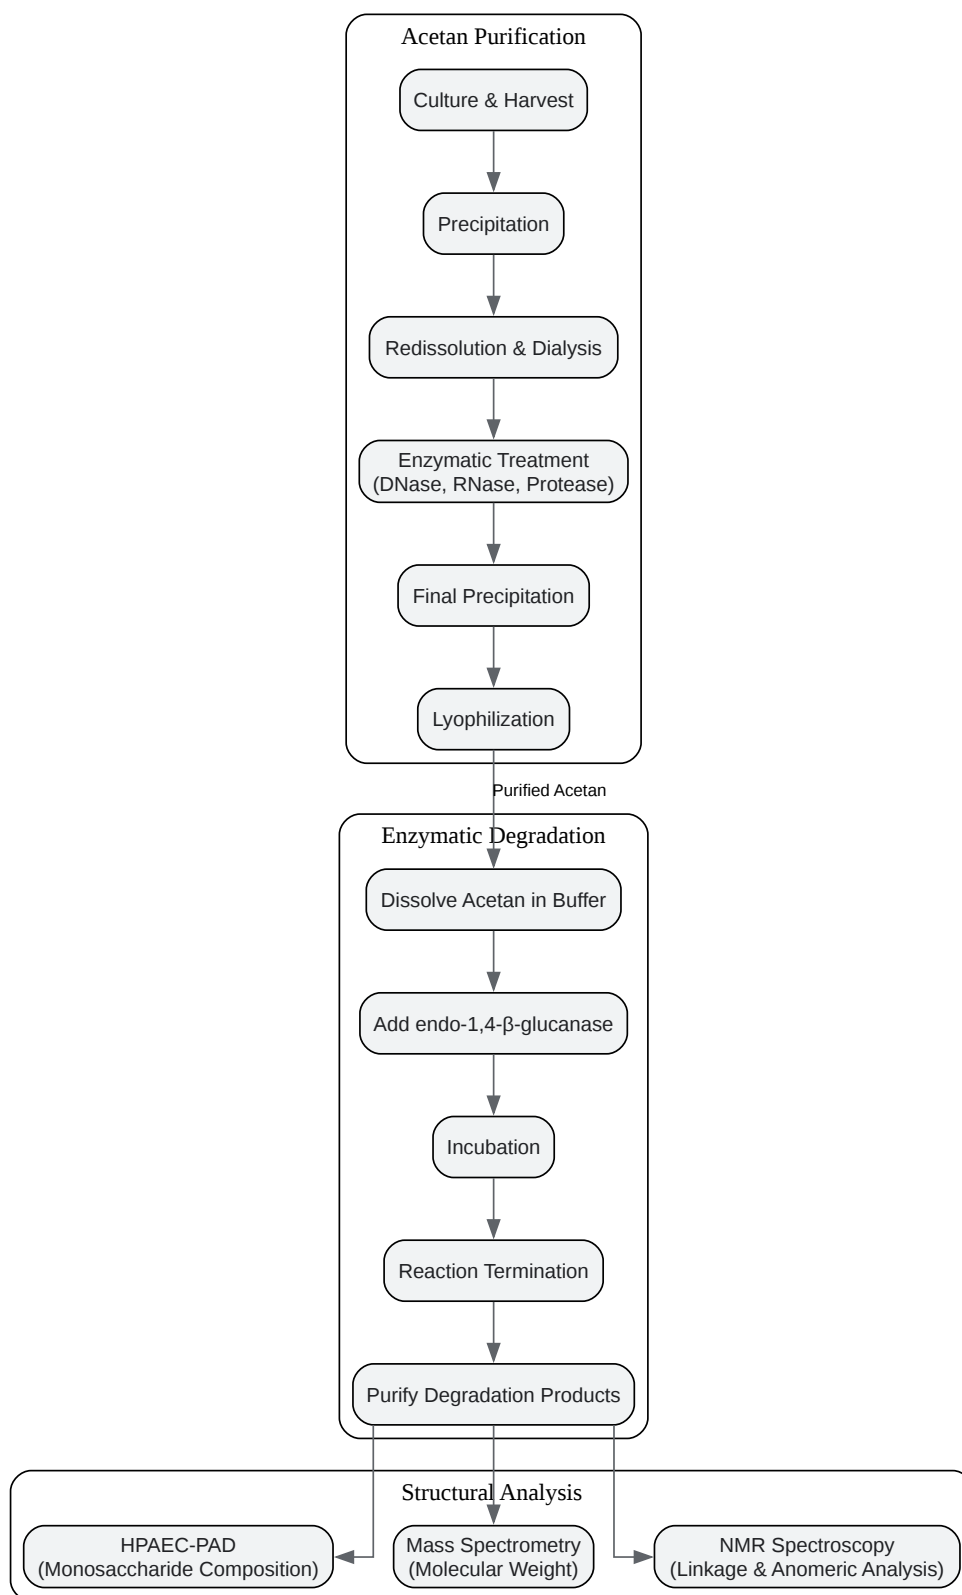 Acetan Purification
Culture & Harvest
Precipitation
Redissolution & Dialysis
Enzymatic Treatment
(DNase, RNase, Protease)
Final Precipitation
Lyophilization
Purified Acetan
Enzymatic Degradation
Dissolve Acetan in Buffer
Add endo-1,4-β-glucanase
Incubation
Reaction Termination
Purify Degradation Products
Structural Analysis
HPAEC-PAD
(Monosaccharide Composition)
Mass Spectrometry
(Molecular Weight)
NMR Spectroscopy
(Linkage & Anomeric Analysis)